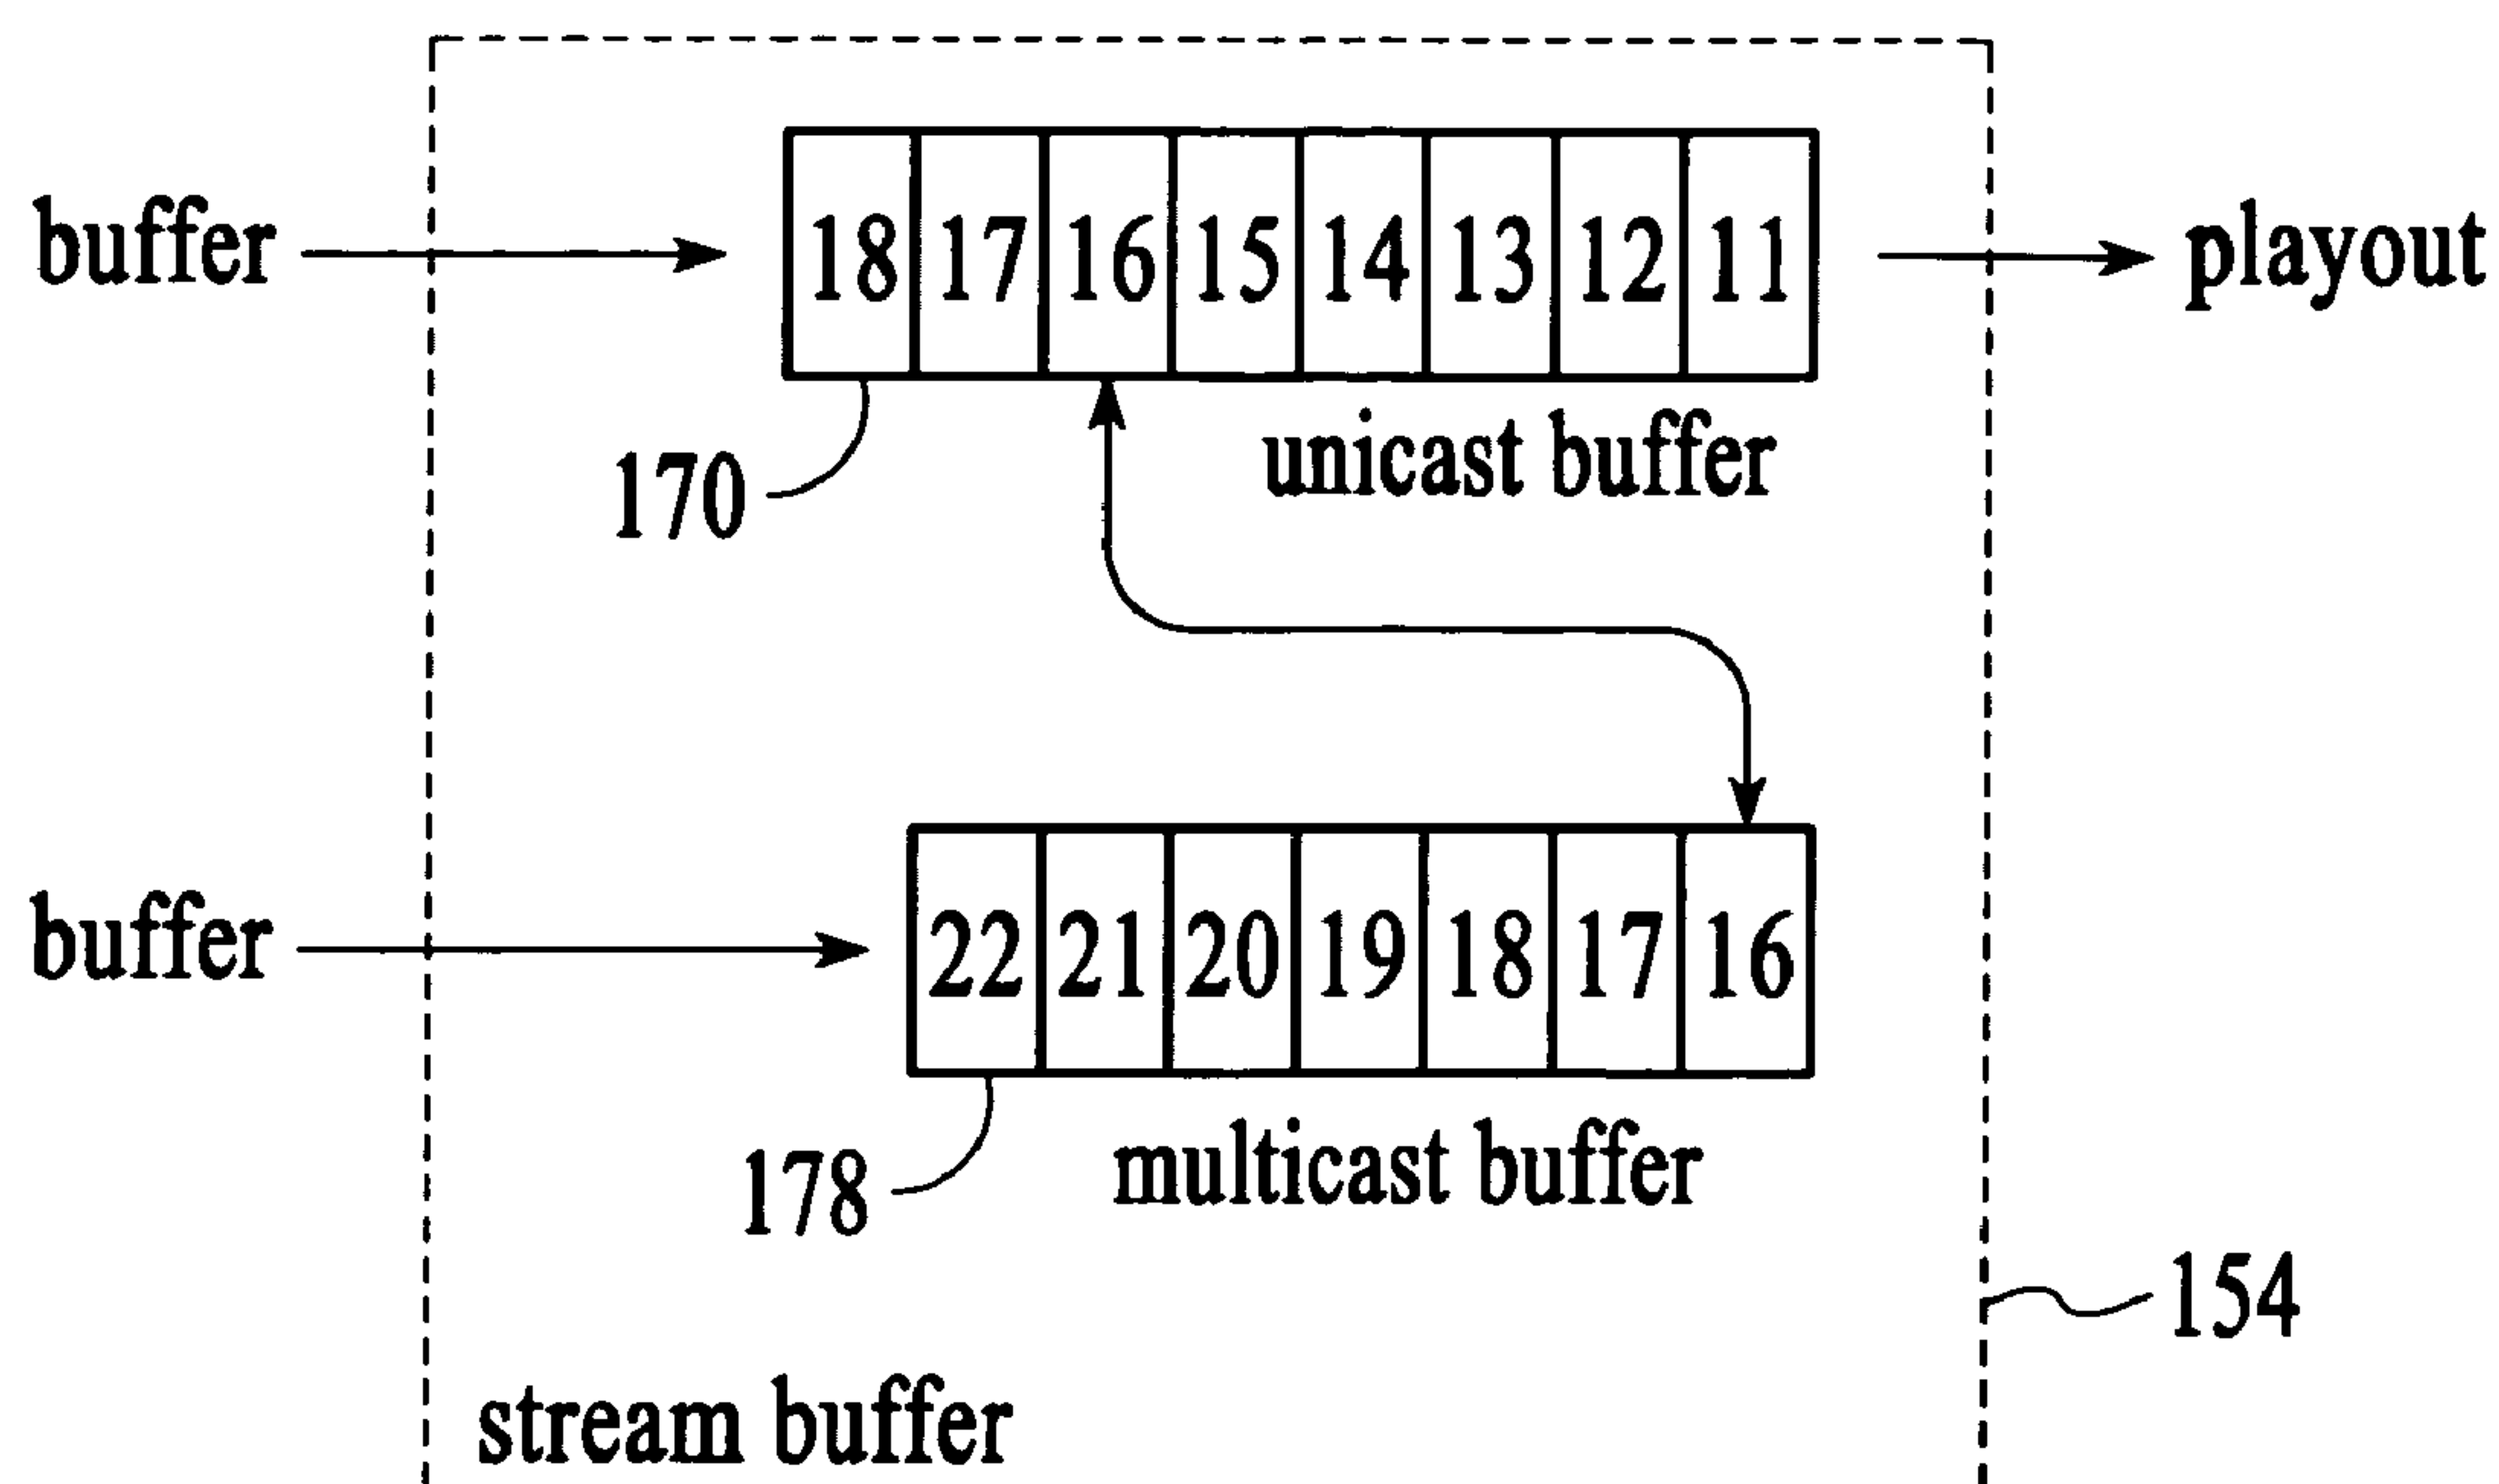 buffer
18 17 16 15 14 13 12 11
playout
170
unicast buffer
buffer
22 21 20 19 18 17 16
178
multicast buffer
154
stream buffer